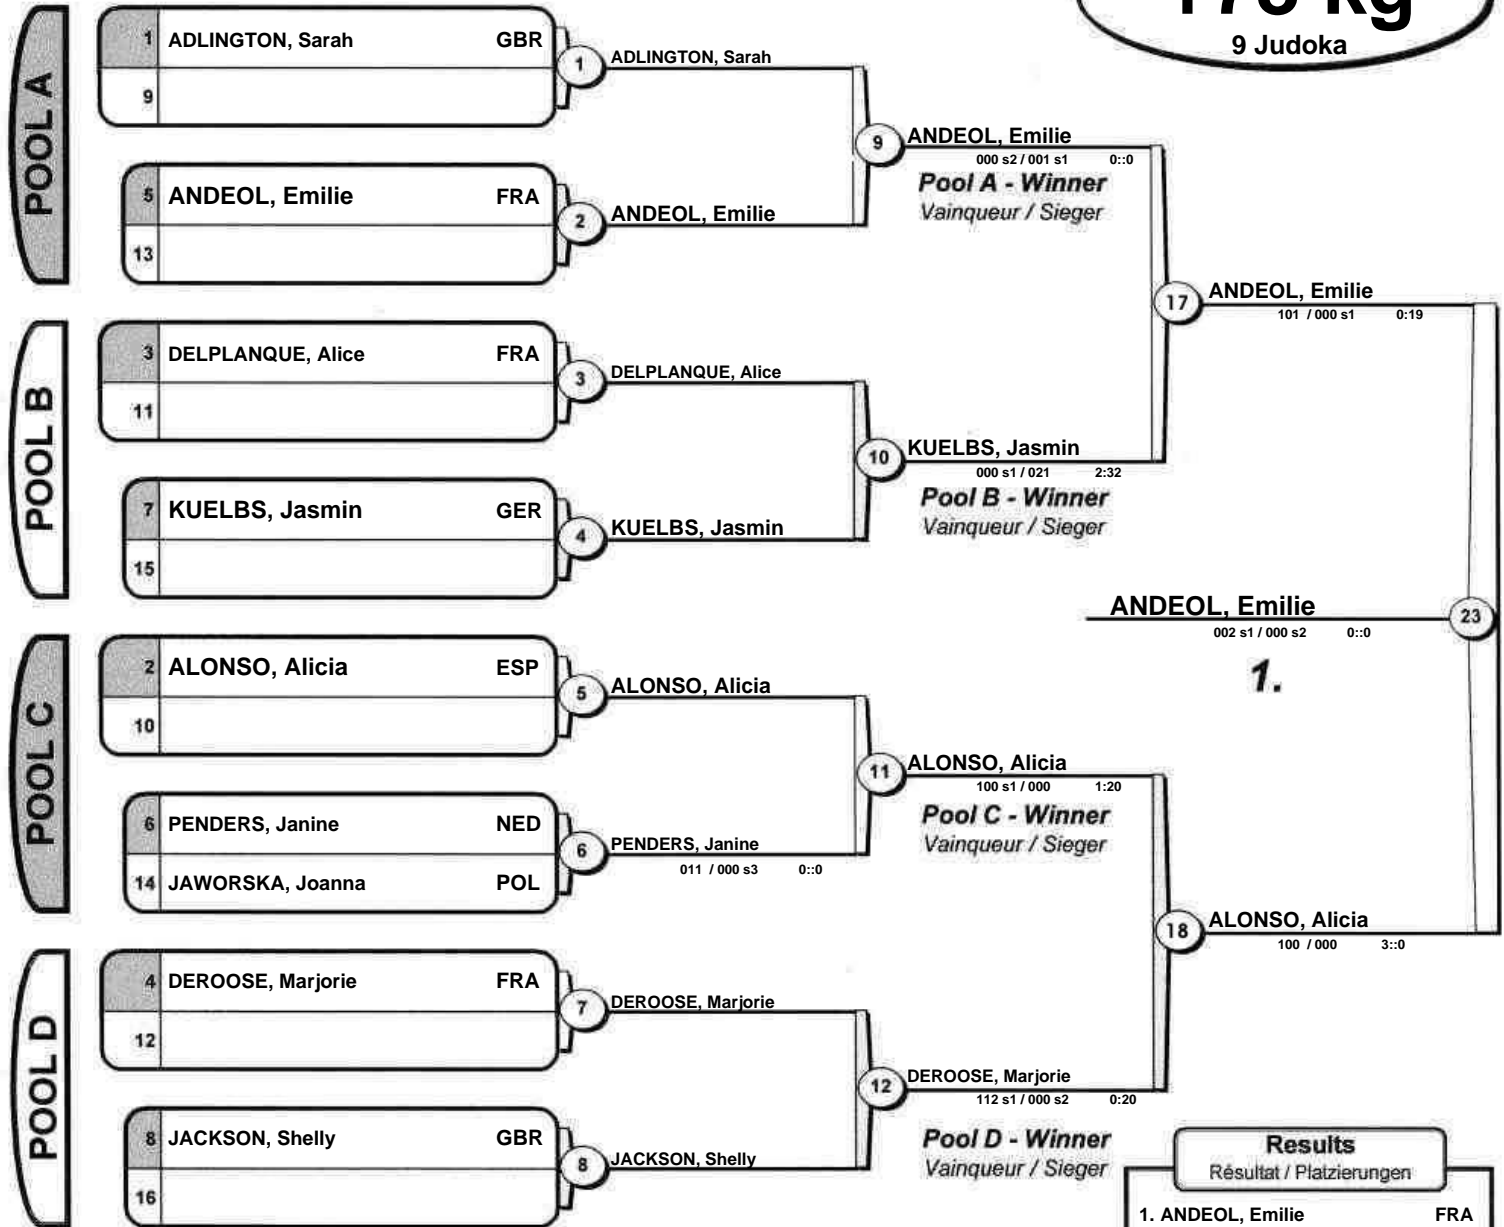 9 Judoka
POOL A
1 ADLINGTON, Sarah GBR
9
1 ADLINGTON, Sarah
5 ANDEOL, Emilie FRA
13
2 ANDEOL, Emilie
9 ANDEOL, Emilie
000 s2 / 001 s1 0::0
Pool A - Winner
Vainqueur / Sieger
POOL B
3 DELPLANQUE, Alice FRA
11
3 DELPLANQUE, Alice
7 KUELBS, Jasmin GER
15
4 KUELBS, Jasmin
10 KUELBS, Jasmin
000 s1 / 021 2:32
Pool B - Winner
Vainqueur / Sieger
17 ANDEOL, Emilie
101 / 000 s1 0:19
ANDEOL, Emilie 23
002 s1 / 000 s2 0::0
1.
POOL C
2 ALONSO, Alicia ESP
10
5 ALONSO, Alicia
6 PENDERS, Janine NED
14 JAWORSKA, Joanna POL
6 PENDERS, Janine
011 / 000 s3 0::0
11 ALONSO, Alicia
100 s1 / 000 1:20
Pool C - Winner
Vainqueur / Sieger
POOL D
4 DEROOSE, Marjorie FRA
12
7 DEROOSE, Marjorie
8 JACKSON, Shelly GBR
16
8 JACKSON, Shelly
12 DEROOSE, Marjorie
112 s1 / 000 s2 0:20
Pool D - Winner
Vainqueur / Sieger
18 ALONSO, Alicia
100 / 000 3::0
Results
Résultat / Platzierungen
1. ANDEOL, Emilie FRA